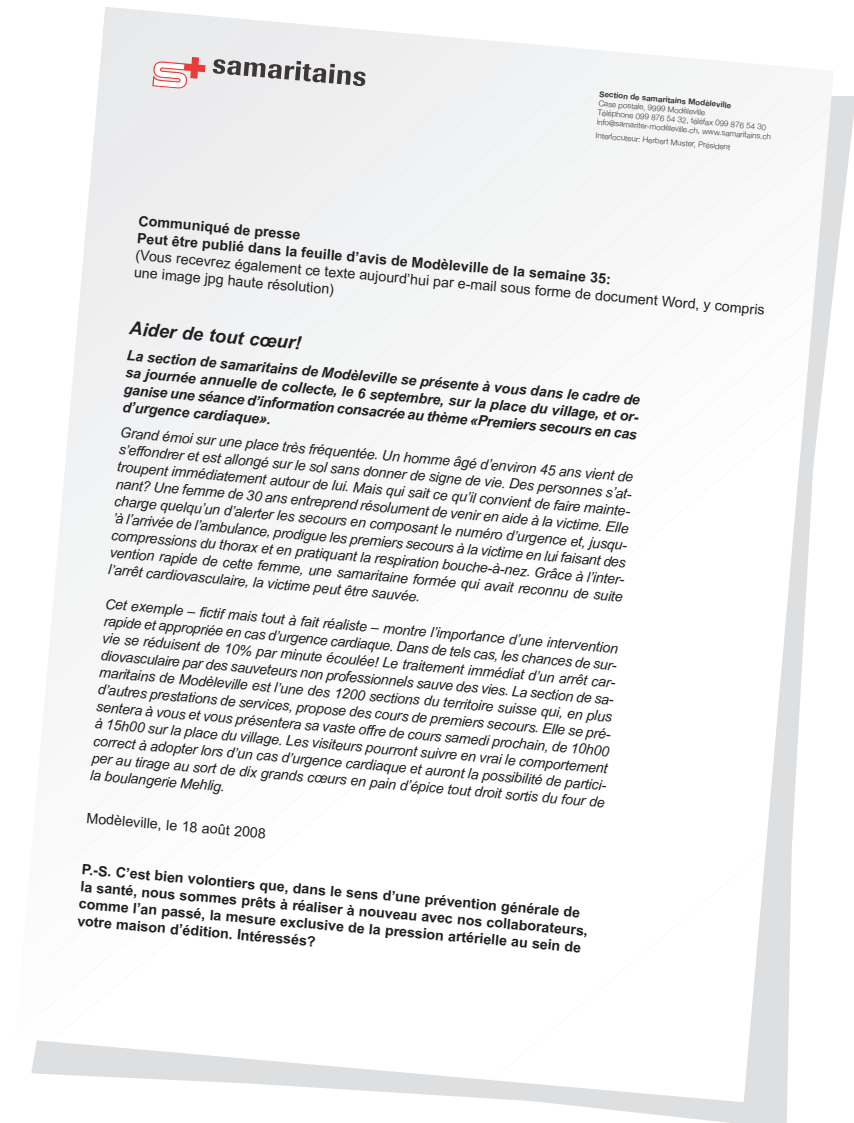 samaritains
Section de samaritains Modèleville
Case postale, 9999 Modèleville
Téléphone 099 876 54 32, téléfax 099 876 54 30
info@samariter-modelleville.ch, www.samaritains.ch
Interlocuteur: Herbert Muster, Président
Communiqué de presse
Peut être publié dans la feuille d’avis de Modèleville de la semaine 35:
(Vous recevrez également ce texte aujourd’hui par e-mail sous forme de document Word, y compris
une image jpg haute résolution)
Aider de tout cœur!
La section de samaritains de Modèleville se présente à vous dans le cadre de
sa journée annuelle de collecte, le 6 septembre, sur la place du village, et or-
ganise une séance d’information consacrée au thème «Premiers secours en cas
d’urgence cardiaque».
Grand émoi sur une place très fréquentée. Un homme âgé d’environ 45 ans vient de
s’effondrer et est allongé sur le sol sans donner de signe de vie. Des personnes s’at-
troupent immédiatement autour de lui. Mais qui sait ce qu’il convient de faire mainte-
nant? Une femme de 30 ans entreprend résolument de venir en aide à la victime. Elle
charge quelqu’un d’alerter les secours en composant le numéro d’urgence et, jusqu-
’à l’arrivée de l’ambulance, prodigue les premiers secours à la victime en lui faisant des
compressions du thorax et en pratiquant la respiration bouche-à-nez. Grâce à l’inter-
vention rapide de cette femme, une samaritaine formée qui avait reconnu de suite
l’arrêt cardiovasculaire, la victime peut être sauvée.
Cet exemple – fictif mais tout à fait réaliste – montre l’importance d’une intervention
rapide et appropriée en cas d’urgence cardiaque. Dans de tels cas, les chances de sur-
vie se réduisent de 10% par minute écoulée! Le traitement immédiat d’un arrêt car-
diovasculaire par des sauveteurs non professionnels sauve des vies. La section de sa-
maritains de Modèleville est l’une des 1200 sections du territoire suisse qui, en plus
d’autres prestations de services, propose des cours de premiers secours. Elle se pré-
sentera à vous et vous présentera sa vaste offre de cours samedi prochain, de 10h00
à 15h00 sur la place du village. Les visiteurs pourront suivre en vrai le comportement
correct à adopter lors d’un cas d’urgence cardiaque et auront la possibilité de partici-
per au tirage au sort de dix grands cœurs en pain d’épice tout droit sortis du four de
la boulangerie Mehlig.
Modèleville, le 18 août 2008
P.-S. C’est bien volontiers que, dans le sens d’une prévention générale de
la santé, nous sommes prêts à réaliser à nouveau avec nos collaborateurs,
comme l’an passé, la mesure exclusive de la pression artérielle au sein de
votre maison d’édition. Intéressés?